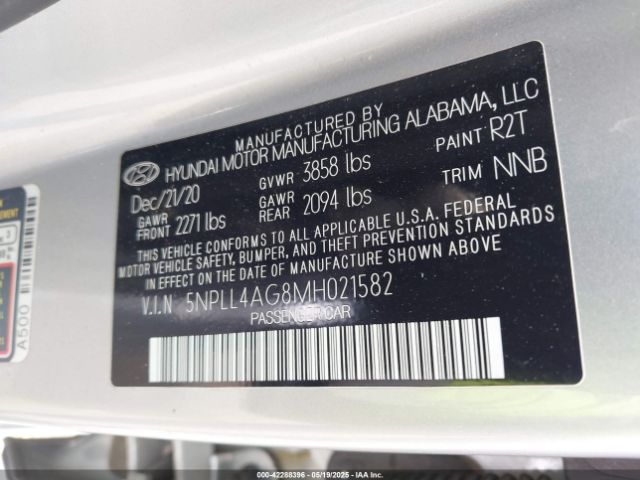 MANUFACTURED BY
HYUNDAI MOTOR MANUFACTURING ALABAMA, LLC
Dec/21/20 GVWR 3858 lbs PAINT R2T
GAWR FRONT 2271 lbs GAWR REAR 2094 lbs TRIM NNB
THIS VEHICLE CONFORMS TO ALL APPLICABLE U.S.A. FEDERAL
MOTOR VEHICLE SAFETY, BUMPER, AND THEFT PREVENTION STANDARDS
IN EFFECT ON THE DATE OF MANUFACTURE SHOWN ABOVE
V.I.N 5NPLL4AG8MH021582
PASSENGER CAR
A500
000-42288396 - 05/19/2025 - IAAI.COM